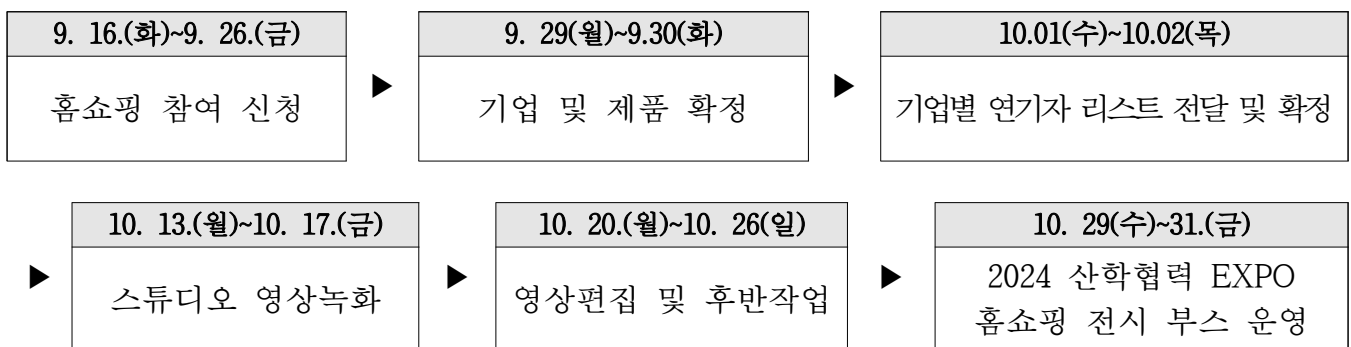 9. 16.(화)~9. 26.(금)
홈쇼핑 참여 신청
▶
9. 29(월)~9.30(화)
기업 및 제품 확정
▶
10.01(수)~10.02(목)
기업별 연기자 리스트 전달 및 확정
▶
10. 13.(월)~10. 17.(금)
스튜디오 영상녹화
▶
10. 20.(월)~10. 26(일)
영상편집 및 후반작업
▶
10. 29(수)~31.(금)
2024 산학협력 EXPO
홈쇼핑 전시 부스 운영